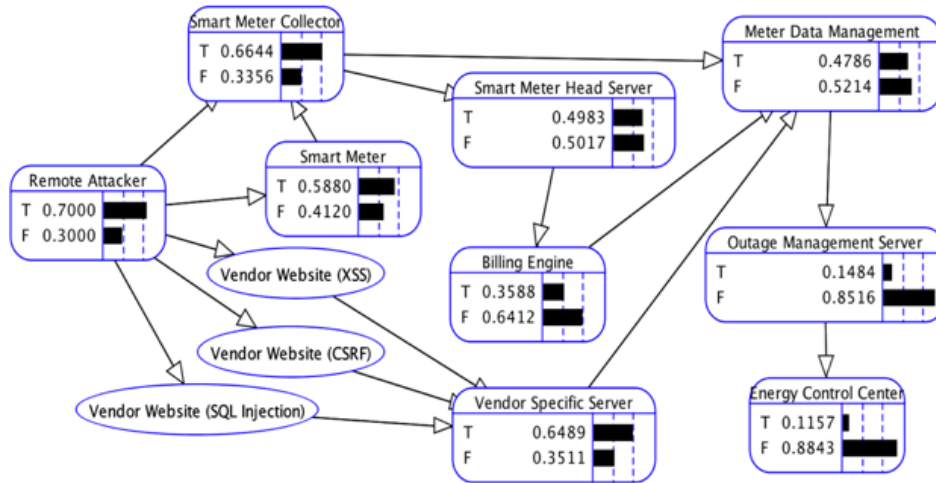 Smart Meter Collector
T 0.6644
F 0.3356
Meter Data Management
T 0.4786
F 0.5214
Smart Meter Head Server
T 0.4983
F 0.5017
Smart Meter
T 0.5880
F 0.4120
Remote Attacker
T 0.7000
F 0.3000
Vendor Website (XSS)
Billing Engine
T 0.3588
F 0.6412
Outage Management Server
T 0.1484
F 0.8516
Vendor Website (CSRF)
Vendor Website (SQL Injection)
Vendor Specific Server
T 0.6489
F 0.3511
Energy Control Center
T 0.1157
F 0.8843